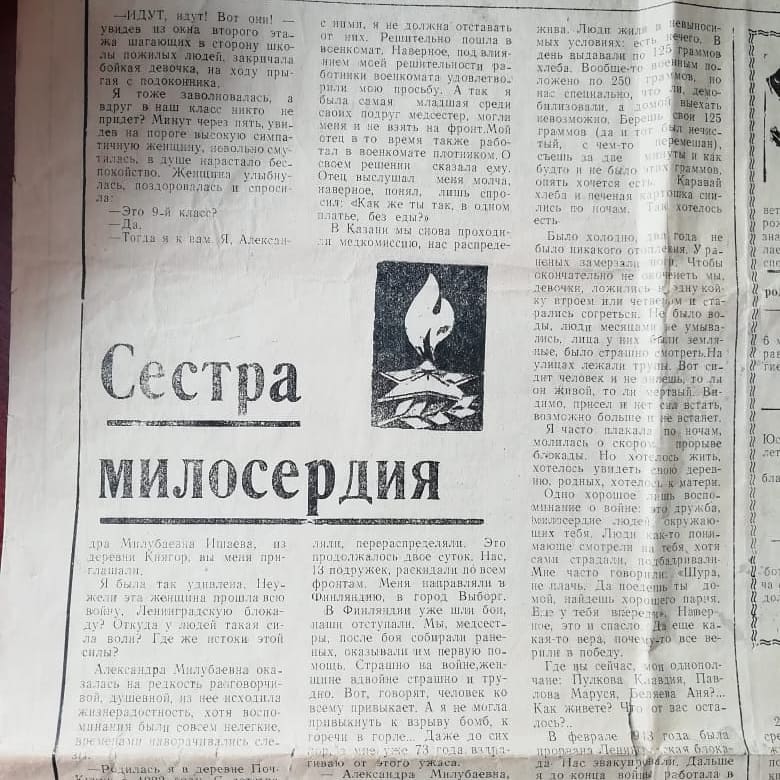 —ИДУТ, идут! Вот они! —
увидев из окна второго эта-
жа шагающих в сторону шко-
лы пожилых людей, закричала
бойкая девочка, на ходу пры-
гая с подоконника.
Я тоже заволновалась, а
вдруг в наш класс никто не
придет? Минут через пять, уви-
дев на пороге высокую симпа-
тичную женщину, невольно сму-
тилась, в душе нарастало бес-
покойство. Женщина улыбну-
лась, поздоровалась и спроси-
ла:
—Это 9-й класс?
—Да.
—Тогда я к вам. Я, Алексан-
Сестра
милосердия
дра Милубаевна Ишаева, из
деревни Княгор, вы меня при-
глашали.
Я была так удивлена. Неу-
жели эта женщина прошла всю
войну, Ленинградскую блока-
ду? Откуда у людей такая си-
ла воли? Где же истоки этой
силы?
Александра Милубаевна ока-
залась на редкость разговорчи-
вой, душевной, из нее исходила
жизнерадость, хотя воспо-
минания были совсем нелегкие,
временами наворачивались сле-
—Родилась я в деревне Поч-
с ними, я не должна отставать
от них. Решительно пошла в
военкомат. Наверное, под влия-
нием моей решительности ра-
ботники военкомата удовлетво-
рили мою просьбу. А так я
была самая младшая среди
своих подруг медсестер, могли
меня и не взять на фронт.Мой
отец в то время также рабо-
тал в военкомате плотником. О
своем решении сказала ему.
Отец выслушал меня молча,
наверное, понял, лишь спро-
сил: «Как же ты так, в одном
платье, без еды?»
В Казани мы снова проходи-
ли медкомиссию, нас распреде-
ляли, перераспределяли. Это
продолжалось двое суток. Нас,
13 подружек, раскидали по всем
фронтам. Меня направляли в
Финляндию, в город Выборг.
В Финляндии уже шли бои,
наши отступали. Мы, медсест-
ры, после боя собирали ране-
ных, оказывали им первую по-
мощь. Страшно на войне,жен-
щине вдвойне страшно и тру-
дно. Вот, говорят, человек ко
всему привыкает. А я не могла
привыкнуть к взрыву бомб, к
горечи в горле... Даже до сих
пор, а мне уже 73 года, вздра-
гиваю от этого ужаса.
— Александра Милубаевна,
жива. Люди жили в невыноси-
мых условиях: есть нечего. В
день выдавали по 125 граммов
хлеба. Вообще-то военным по-
ложено по 250 граммов, но
нас специально, что ли, демо-
билизовали, а домой выехать
невозможно. Берешь свои 125
граммов (да и тот был нечис-
тый, с чем-то перемешан),
съешь за две минуты и как
будто и не было этих граммов,
опять хочется есть. Каравай
хлеба и печеная картошка сни-
лись по ночам. Так хотелось
есть
Было холодно, два года не
было никакого отопления. У ра-
неных замерзали ноги. Чтобы
окончательно не окоченеть мы,
девочки, ложились в одну кой-
ку втроем или четвером и ста-
рались согреться. Не было во-
ды, люди месяцами не умыва-
лись, лица у них были земля-
ные, было страшно смотреть.На
улицах лежали трупы. Вот си-
дит человек и не знаешь, то ли
он живой, то ли мертвый. Ви-
димо, присел и нет сил встать,
возможно больше и не встанет.
Я часто плакала по ночам,
молилась о скором прорыве
блокады. Но хотелось жить,
хотелось увидеть свою дерев-
ню, родных, хотелось к матери.
Одно хорошее лишь воспо-
минание о войне: это дружба,
милосердие людей, окружаю-
щих тебя. Люди как-то пони-
мающе смотрели на тебя, хотя
сами страдали, подбадривали.
Мне часто говорили: «Шура,
не плачь. Да поедешь ты до-
мой, найдешь хорошего парня.
Все у тебя впереди». Навер-
ное, это и спасло. Да еще ка-
кая-то вера, почему-то все ве-
рили в победу.
Где вы сейчас, мои однопол-
чане: Пулкова Клавдия, Пав-
лова Маруся, Беляева Аня?...
Как живете? Что от вас оста-
лось?..
В феврале 1943 года была
прорвана Ленинградская блока-
да. Нас эвакуировали. Дальше
я до конца войны работала в